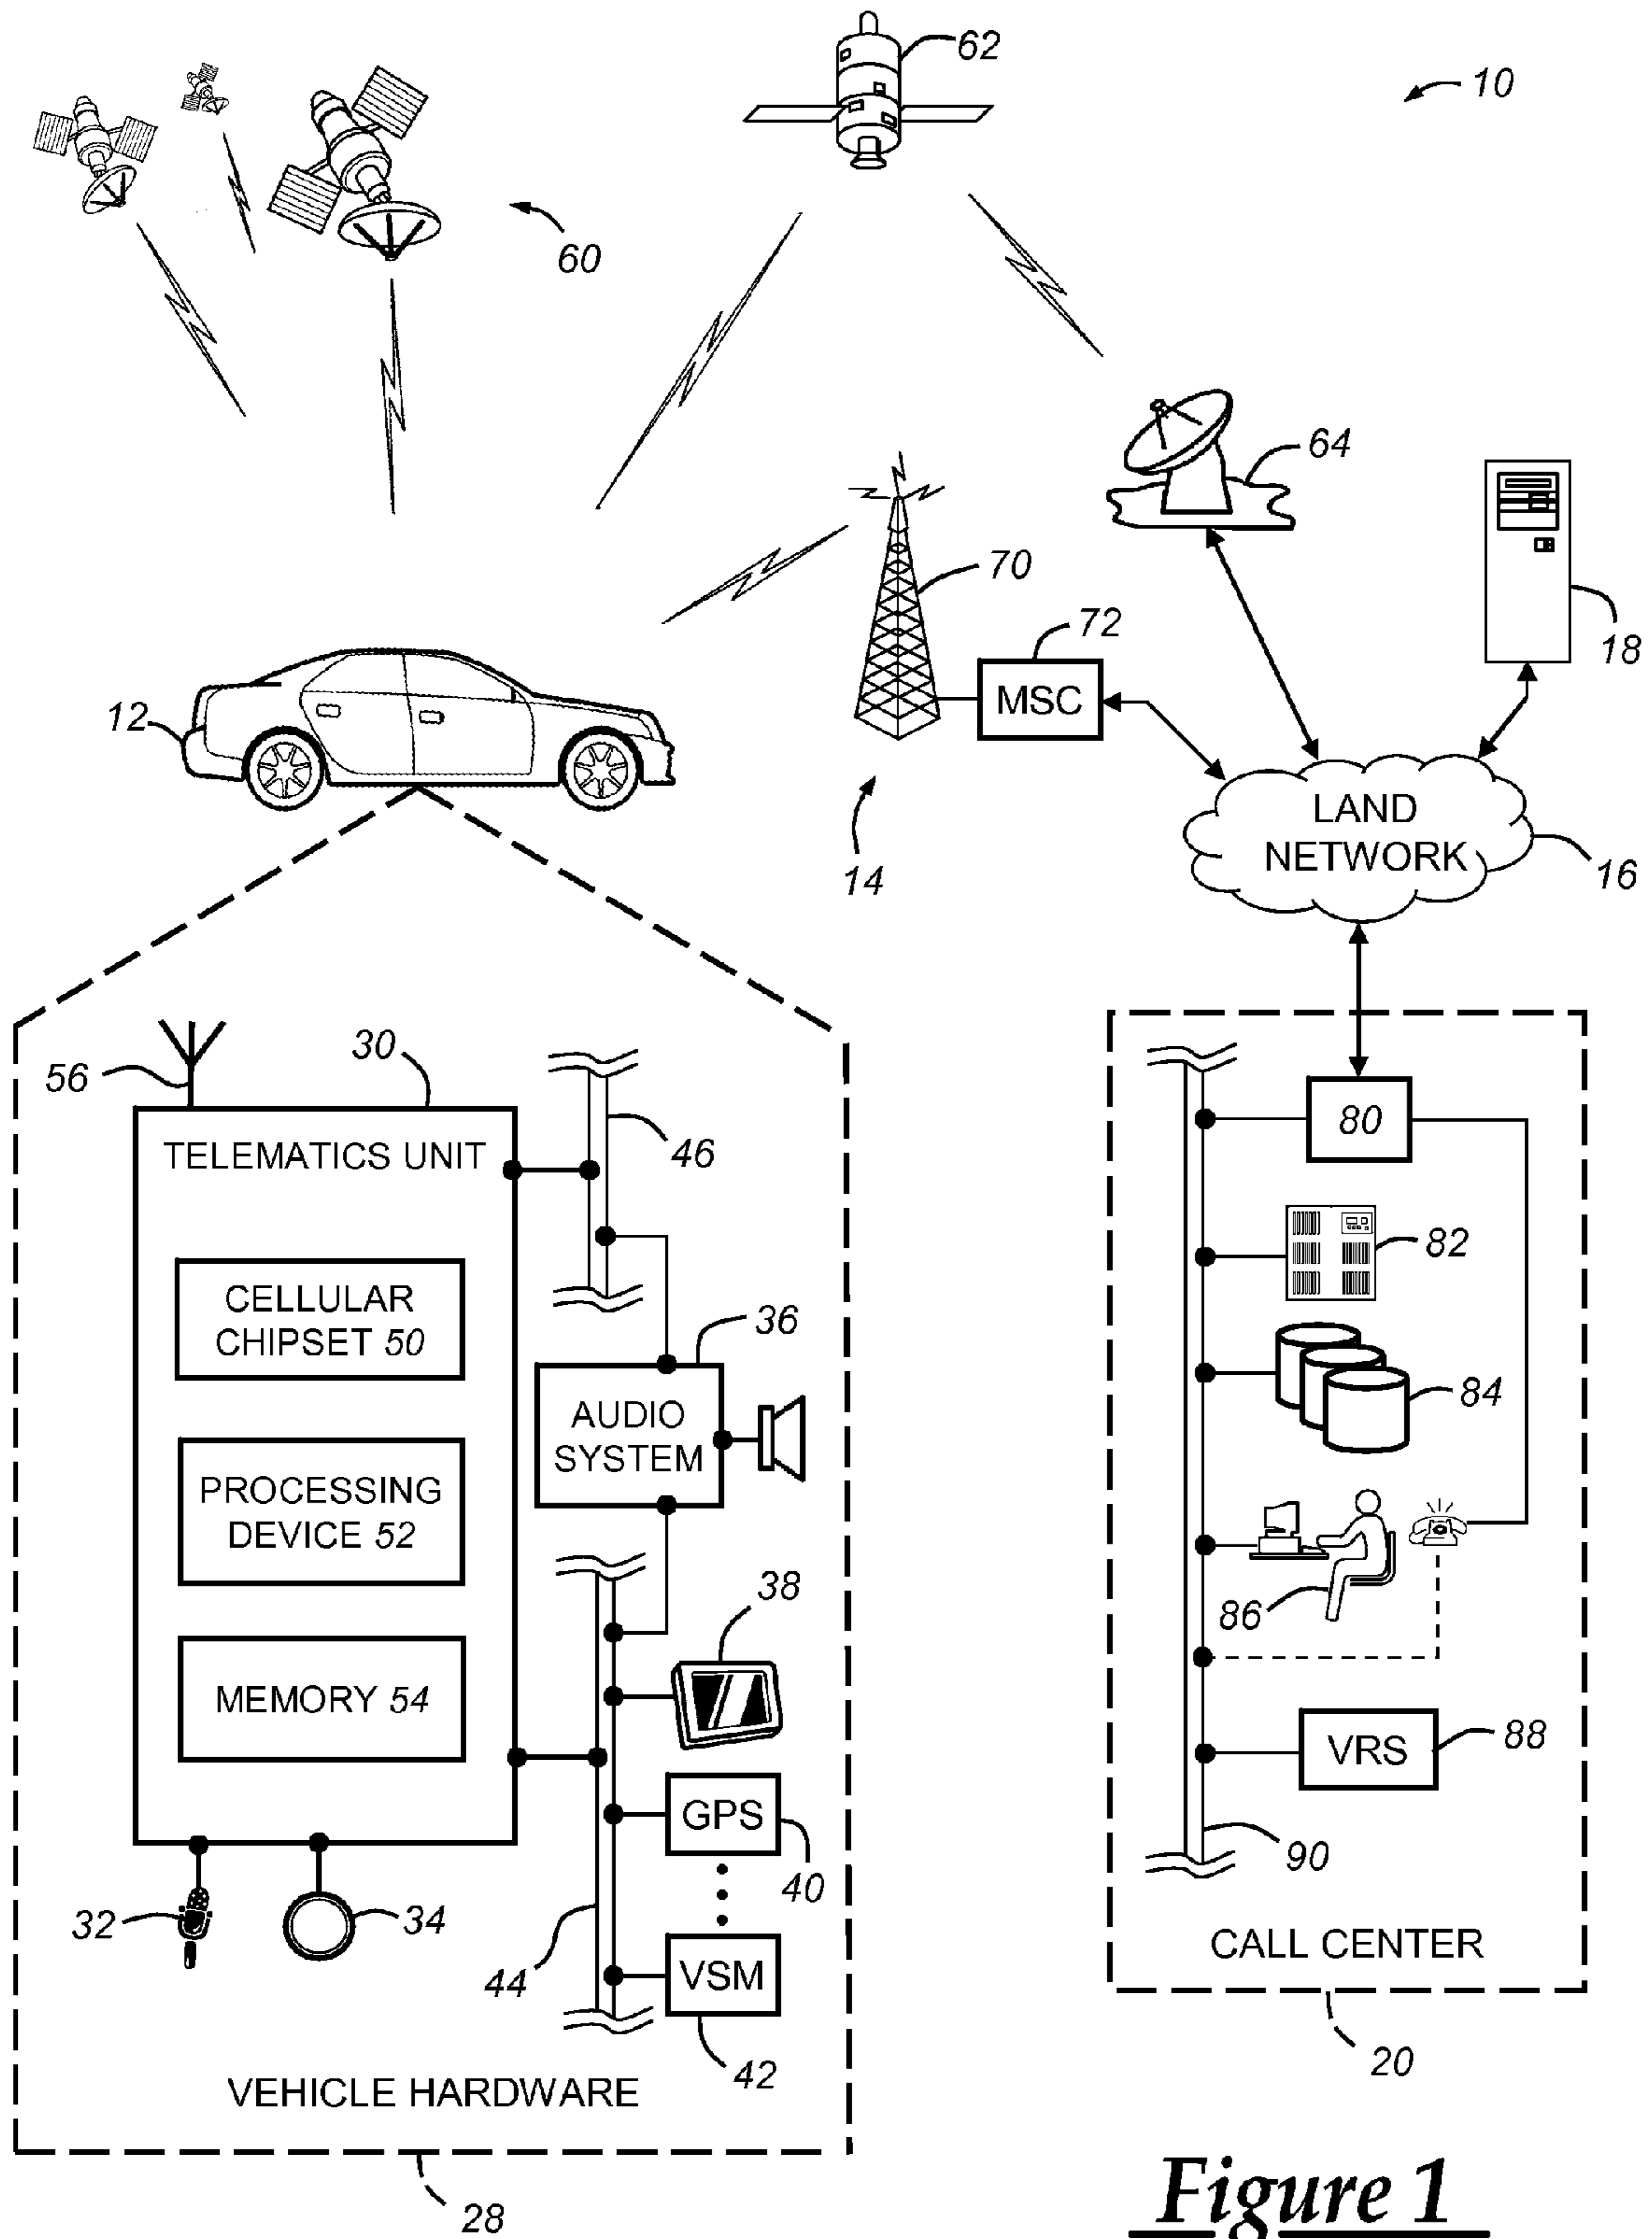 62
10
60
64
70
72
18
MSC
12
LAND
NETWORK
16
14
30
56
46
TELEMATICS UNIT
80
82
CELLULAR
CHIPSET 50
36
84
AUDIO
SYSTEM
PROCESSING
DEVICE 52
38
86
MEMORY 54
88
VRS
GPS
40
90
32
34
44
VSM
CALL CENTER
42
20
VEHICLE HARDWARE
28
Figure 1